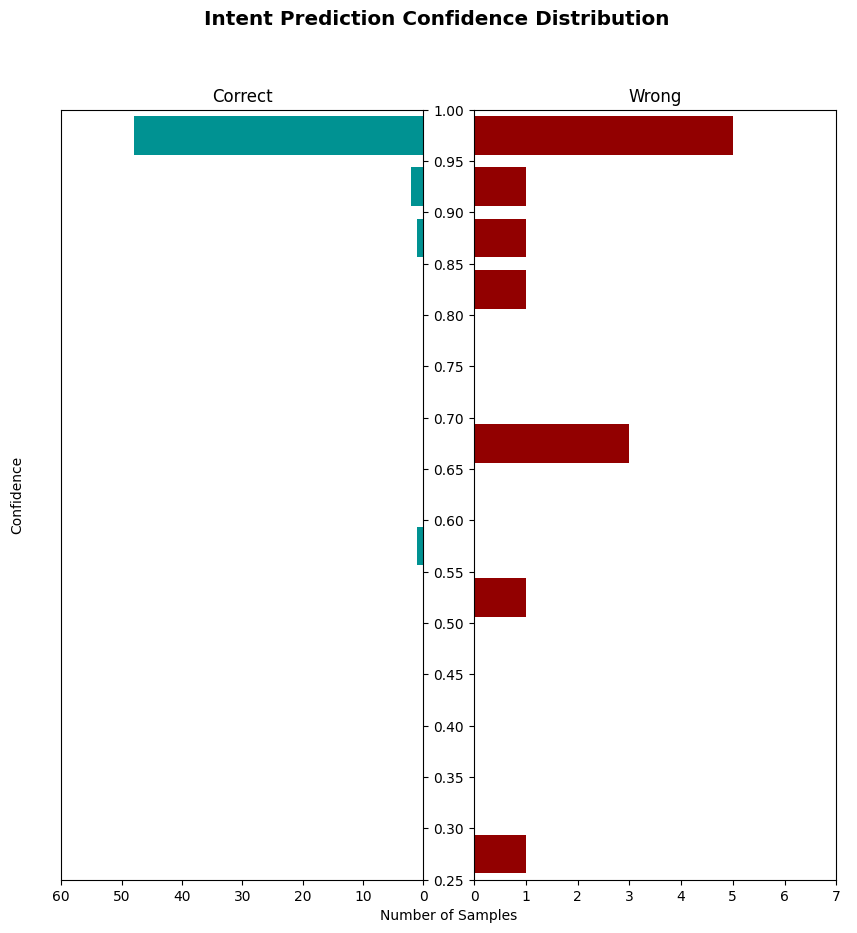 Intent Prediction Confidence Distribution
Correct
Wrong
1.00
0.95
0.90
0.85
0.80
0.75
0.70
0.65
0.60
0.55
0.50
0.45
0.40
0.35
0.30
0.25
Confidence
60 50 40 30 20 10 0
0 1 2 3 4 5 6 7
Number of Samples